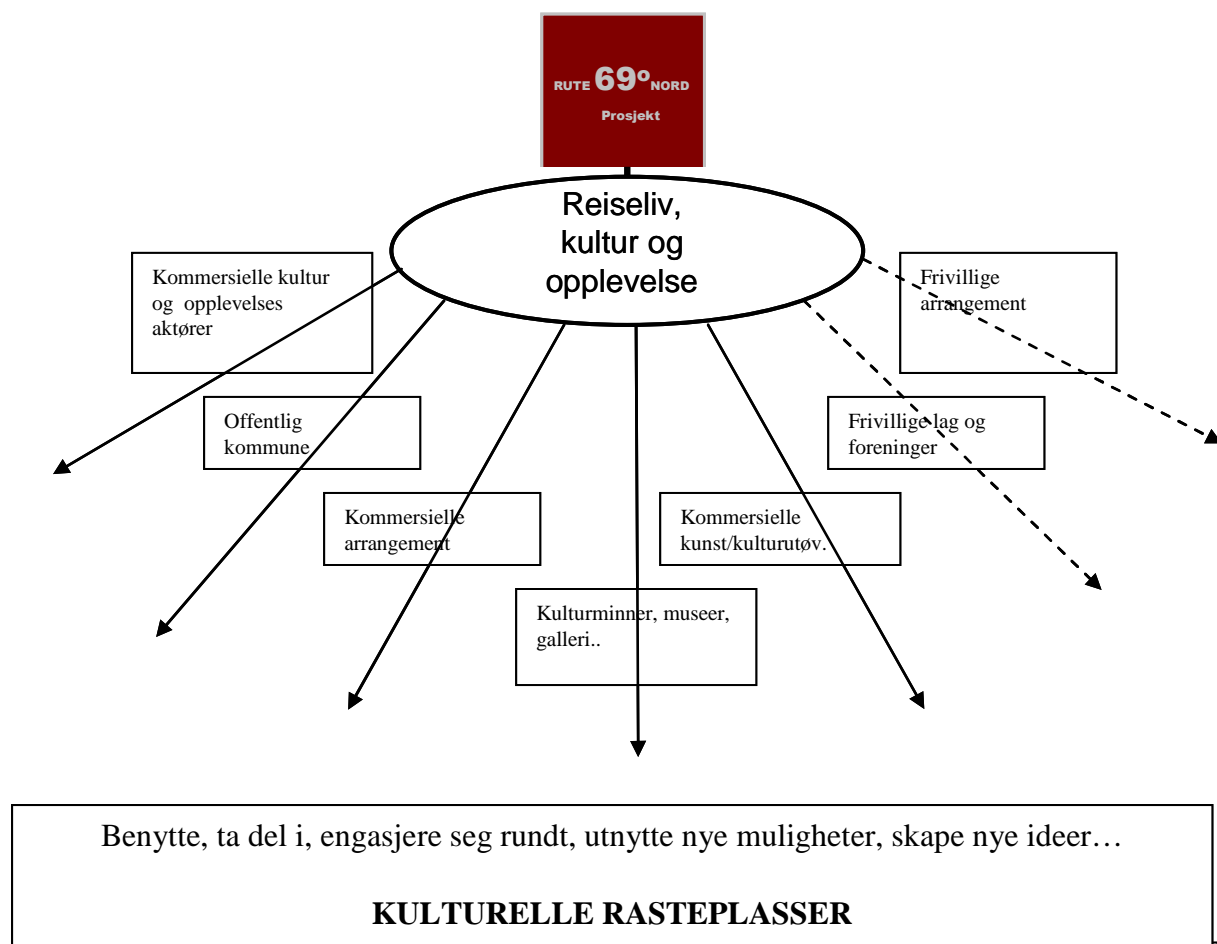 RUTE 69º NORD
Prosjekt
Reiseliv,
kultur og
opplevelse
Kommersielle kultur
og opplevelses
aktører
Frivillige
arrangement
Offentlig
kommune
Frivillige lag og
foreninger
Kommersielle
arrangement
Kommersielle
kunst/kulturutøv.
Kulturminner, museer,
galleri..
Benytte, ta del i, engasjere seg rundt, utnytte nye muligheter, skape nye ideer…
KULTURELLE RASTEPLASSER